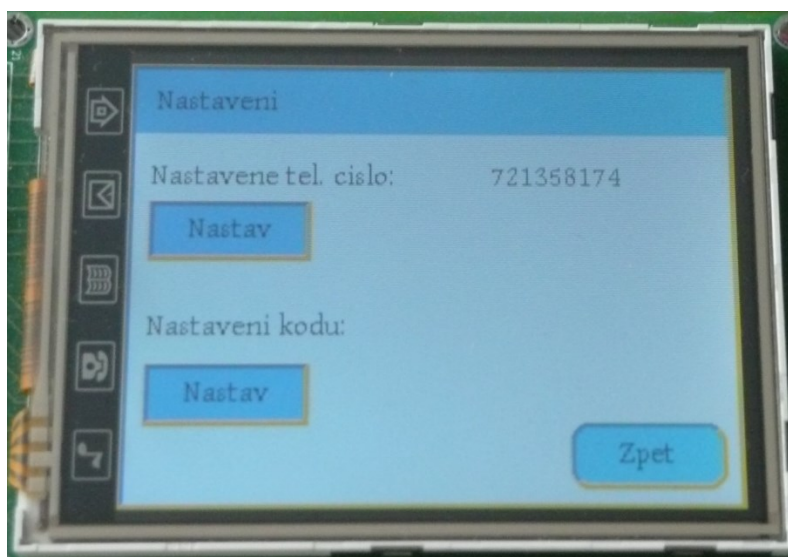 Nastaveni
Nastavene tel. cislo: 721358174
Nastav
Nastaveni kodu:
Nastav
Zpet